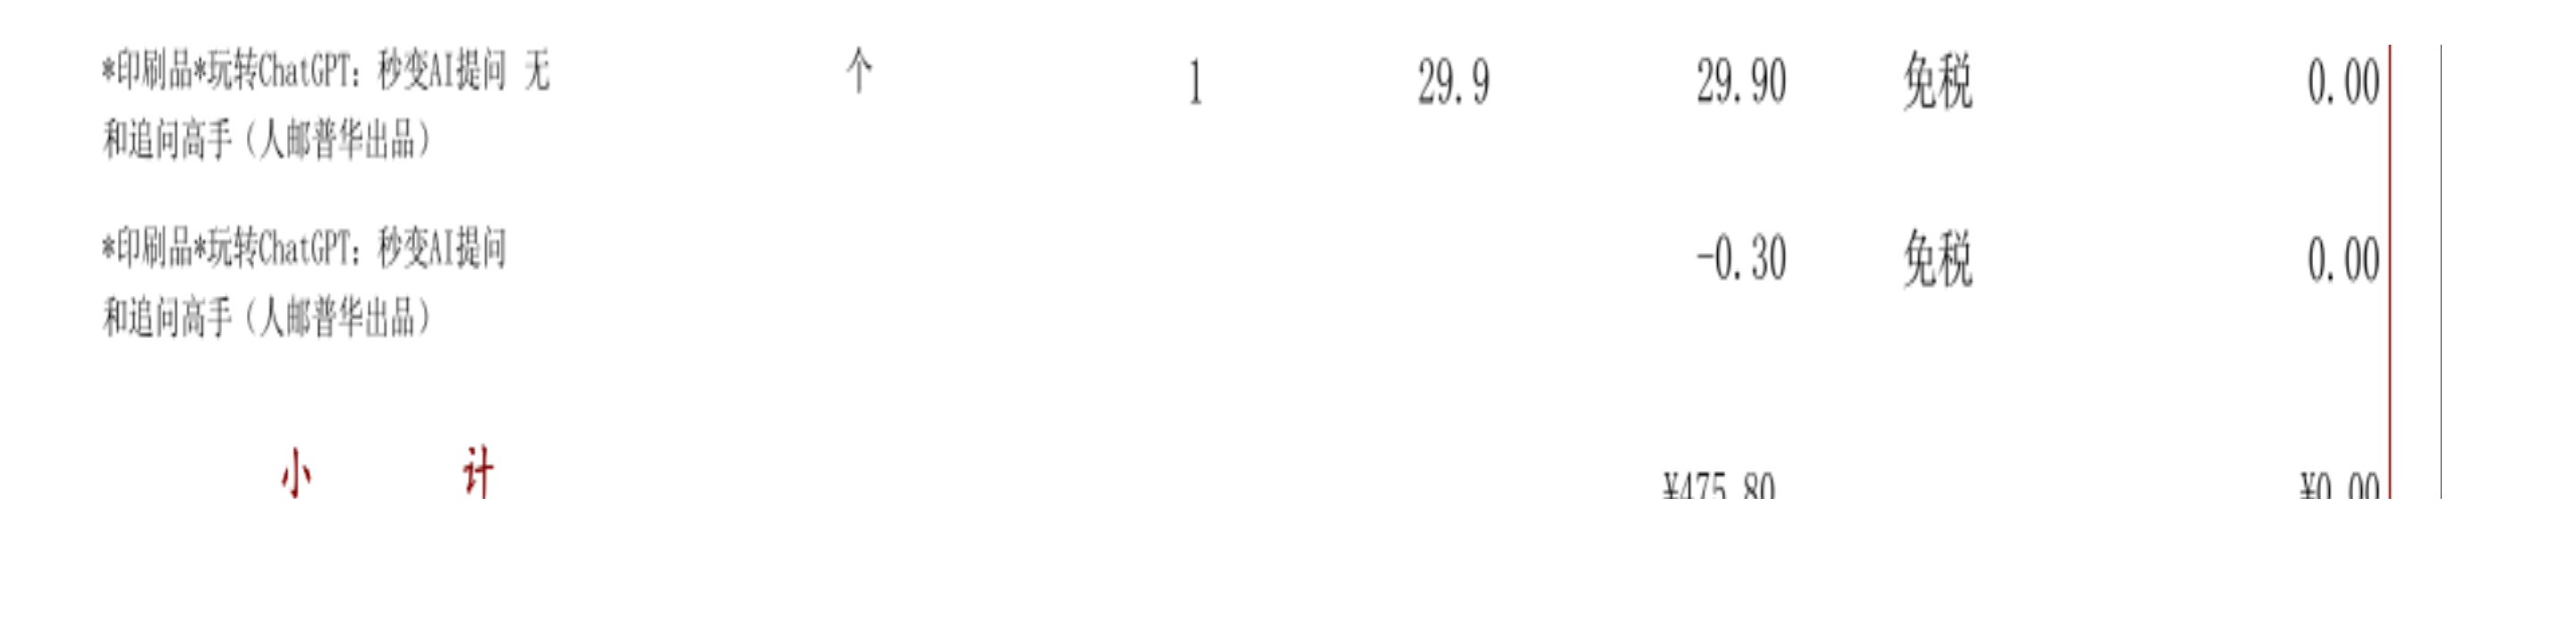 *印刷品*玩转ChatGPT：秒变AI提问 无 个 1 29.9 29.90 免税 0.00
和追问高手（人邮普华出品）
*印刷品*玩转ChatGPT：秒变AI提问 -0.30 免税 0.00
和追问高手（人邮普华出品）
小 计 ¥475.80 ¥0.00